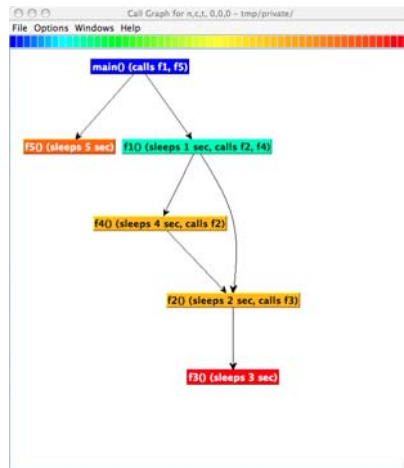 Call Graph for n,c,t, 0,0,0 - tmp/private/
File Options Windows Help
main() (calls f1, f5)
f5() (sleeps 5 sec)
f1() (sleeps 1 sec, calls f2, f4)
f4() (sleeps 4 sec, calls f2)
f2() (sleeps 2 sec, calls f3)
f3() (sleeps 3 sec)